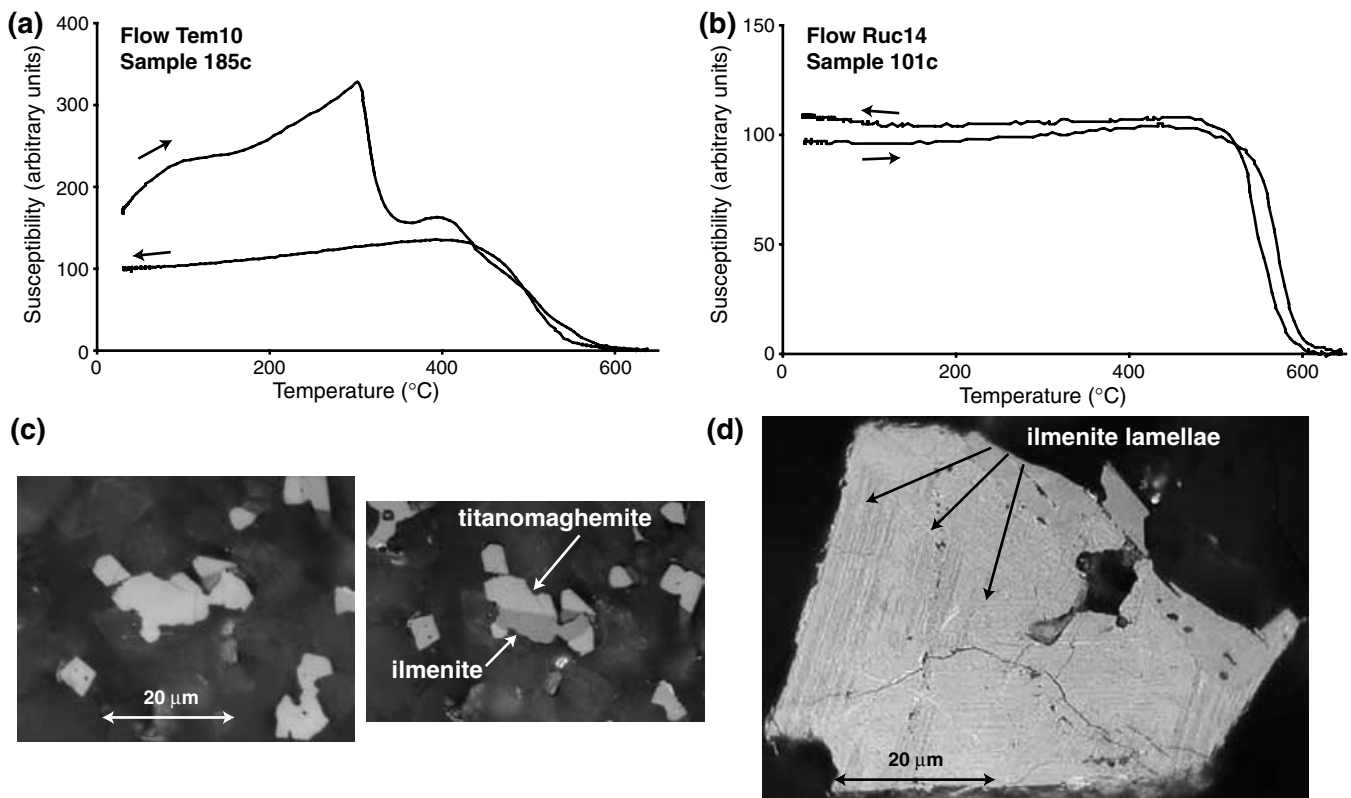 (a)
Flow Tem10
Sample 185c
400
300
200
100
0
Susceptibility (arbitrary units)
0
200
400
600
Temperature (°C)
(b)
Flow Ruc14
Sample 101c
150
100
50
0
Susceptibility (arbitrary units)
0
200
400
600
Temperature (°C)
(c)
titanomaghemite
ilmenite
20 μm
(d)
ilmenite lamellae
20 μm